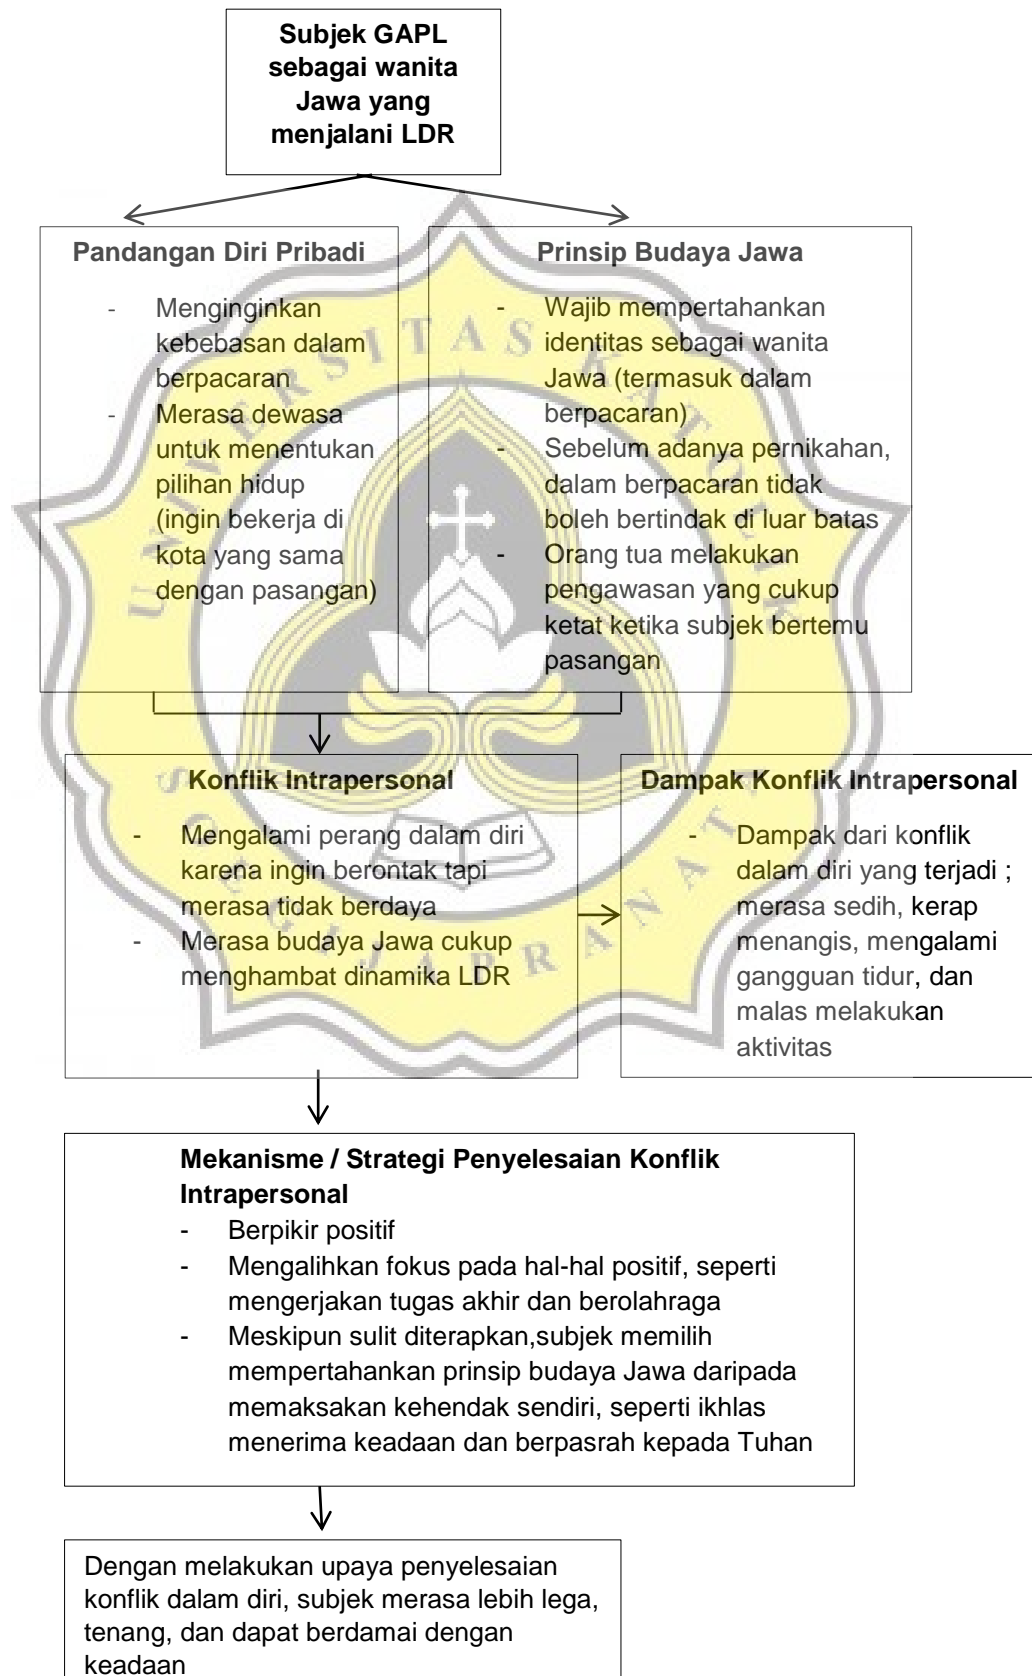 Subjek GAPL
sebagai wanita
Jawa yang
menjalani LDR
Pandangan Diri Pribadi
- Menginginkan
kebebasan dalam
berpacaran
- Merasa dewasa
untuk menentukan
pilihan hidup
(ingin bekerja di
kota yang sama
dengan pasangan)
Prinsip Budaya Jawa
- Wajib mempertahankan
identitas sebagai wanita
Jawa (termasuk dalam
berpacaran)
- Sebelum adanya pernikahan,
dalam berpacaran tidak
boleh bertindak di luar batas
- Orang tua melakukan
pengawasan yang cukup
ketat ketika subjek bertemu
pasangan
Konflik Intrapersonal
- Mengalami perang dalam diri
karena ingin berontak tapi
merasa tidak berdaya
- Merasa budaya Jawa cukup
menghambat dinamika LDR
Dampak Konflik Intrapersonal
- Dampak dari konflik
dalam diri yang terjadi ;
merasa sedih, kerap
menangis, mengalami
gangguan tidur, dan
malas melakukan
aktivitas
Mekanisme / Strategi Penyelesaian Konflik
Intrapersonal
- Berpikir positif
- Mengalihkan fokus pada hal-hal positif, seperti
mengerjakan tugas akhir dan berolahraga
- Meskipun sulit diterapkan,subjek memilih
mempertahankan prinsip budaya Jawa daripada
memaksakan kehendak sendiri, seperti ikhlas
menerima keadaan dan berpasrah kepada Tuhan
Dengan melakukan upaya penyelesaian
konflik dalam diri, subjek merasa lebih lega,
tenang, dan dapat berdamai dengan
keadaan
UNIVERSITAS KATOLIK
SOEGIJAPRANATA